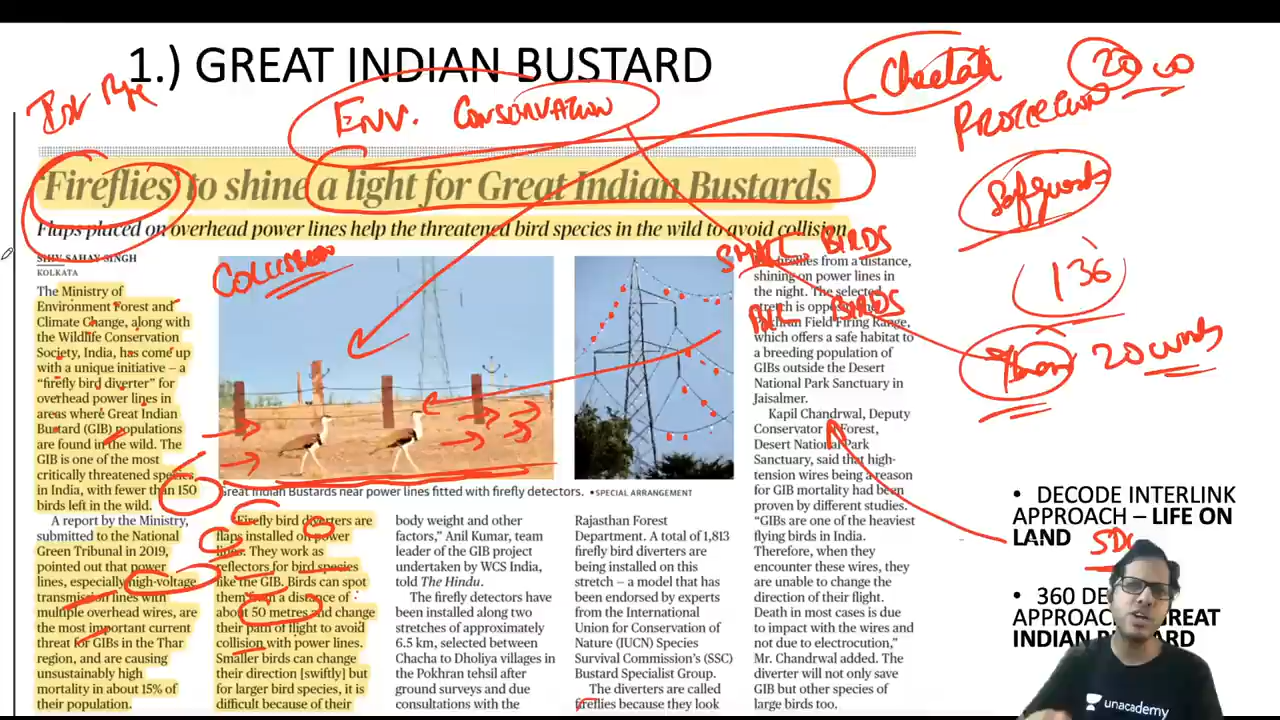 1.) GREAT INDIAN BUSTARD
Cheetah 20
PROTECTION
ENV. CONSERVATION
Safeguards
136
20 words
Fireflies to shine a light for Great Indian Bustards
Flaps placed on overhead power lines help the threatened bird species in the wild to avoid collision
SHIV SAHAY SINGH
KOLKATA
The Ministry of
Environment Forest and
Climate Change, along with
the Wildlife Conservation
Society, India, has come up
with a unique initiative – a
“firefly bird diverter” for
overhead power lines in
areas where Great Indian
Bustard (GIB) populations
are found in the wild. The
GIB is one of the most
critically threatened species
in India, with fewer than 150
birds left in the wild.
A report by the Ministry,
submitted to the National
Green Tribunal in 2019,
pointed out that power
lines, especially high-voltage
transmission lines with
multiple overhead wires, are
the most important current
threat for GIBs in the Thar
region, and are causing
unsustainably high
mortality in about 15% of
their population.
COLLISION
SMALL BIRDS
BIRDS
Great Indian Bustards near power lines fitted with firefly detectors. •SPECIAL ARRANGEMENT
“Firefly bird diverters are
flaps installed on power
lines. They work as
reflectors for bird species
like the GIB. Birds can spot
them from a distance of
about 50 metres and change
their path of flight to avoid
collision with power lines.
Smaller birds can change
their direction [swiftly] but
for larger bird species, it is
difficult because of their
body weight and other
factors,” Anil Kumar, team
leader of the GIB project
undertaken by WCS India,
told The Hindu.
The firefly detectors have
been installed along two
stretches of approximately
6.5 km, selected between
Chacha to Dholiya villages in
the Pokhran tehsil after
ground surveys and due
consultations with the
Rajasthan Forest
Department. A total of 1,813
firefly bird diverters are
being installed on this
stretch – a model that has
been endorsed by experts
from the International
Union for Conservation of
Nature (IUCN) Species
Survival Commission’s (SSC)
Bustard Specialist Group.
The diverters are called
fireflies because they look
like fireflies from a distance,
shining on power lines in
the night. The selected
stretch is opposite the
Pokhran Field Firing Range,
which offers a safe habitat to
a breeding population of
GIBs outside the Desert
National Park Sanctuary in
Jaisalmer.
Kapil Chandrwal, Deputy
Conservator of Forest,
Desert National Park
Sanctuary, said that high-
tension wires being a reason
for GIB mortality had been
proven by different studies.
“GIBs are one of the heaviest
flying birds in India.
Therefore, when they
encounter these wires, they
are unable to change the
direction of their flight.
Death in most cases is due
to impact with the wires and
not due to electrocution,”
Mr. Chandrwal added. The
diverter will not only save
GIB but other species of
large birds too.
• DECODE INTERLINK
APPROACH – LIFE ON
LAND
• 360 DE
APPROAC GREAT
INDIAN BUSTARD
unacademy